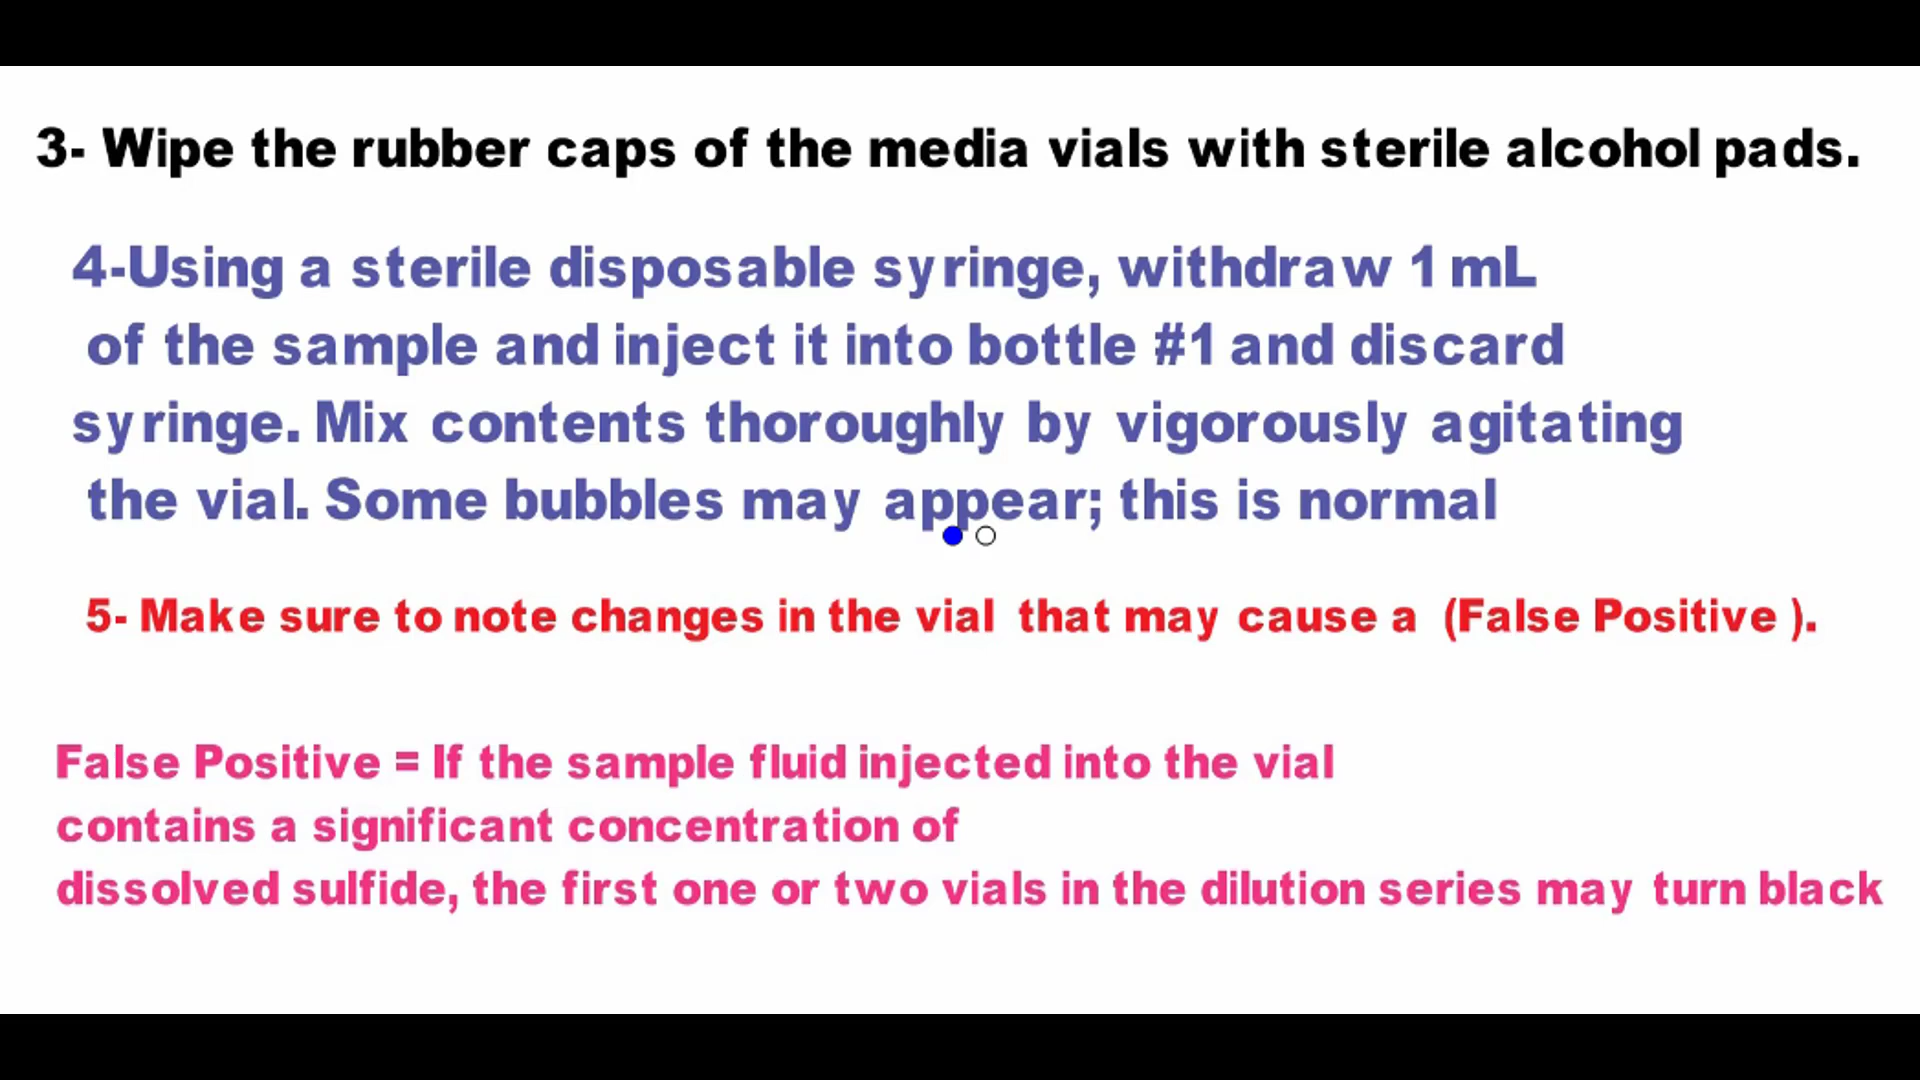 3- Wipe the rubber caps of the media vials with sterile alcohol pads.
4-Using a sterile disposable syringe, withdraw 1 mL
of the sample and inject it into bottle #1 and discard
syringe. Mix contents thoroughly by vigorously agitating
the vial. Some bubbles may appear; this is normal
5- Make sure to note changes in the vial that may cause a (False Positive ).
False Positive = If the sample fluid injected into the vial
contains a significant concentration of
dissolved sulfide, the first one or two vials in the dilution series may turn black